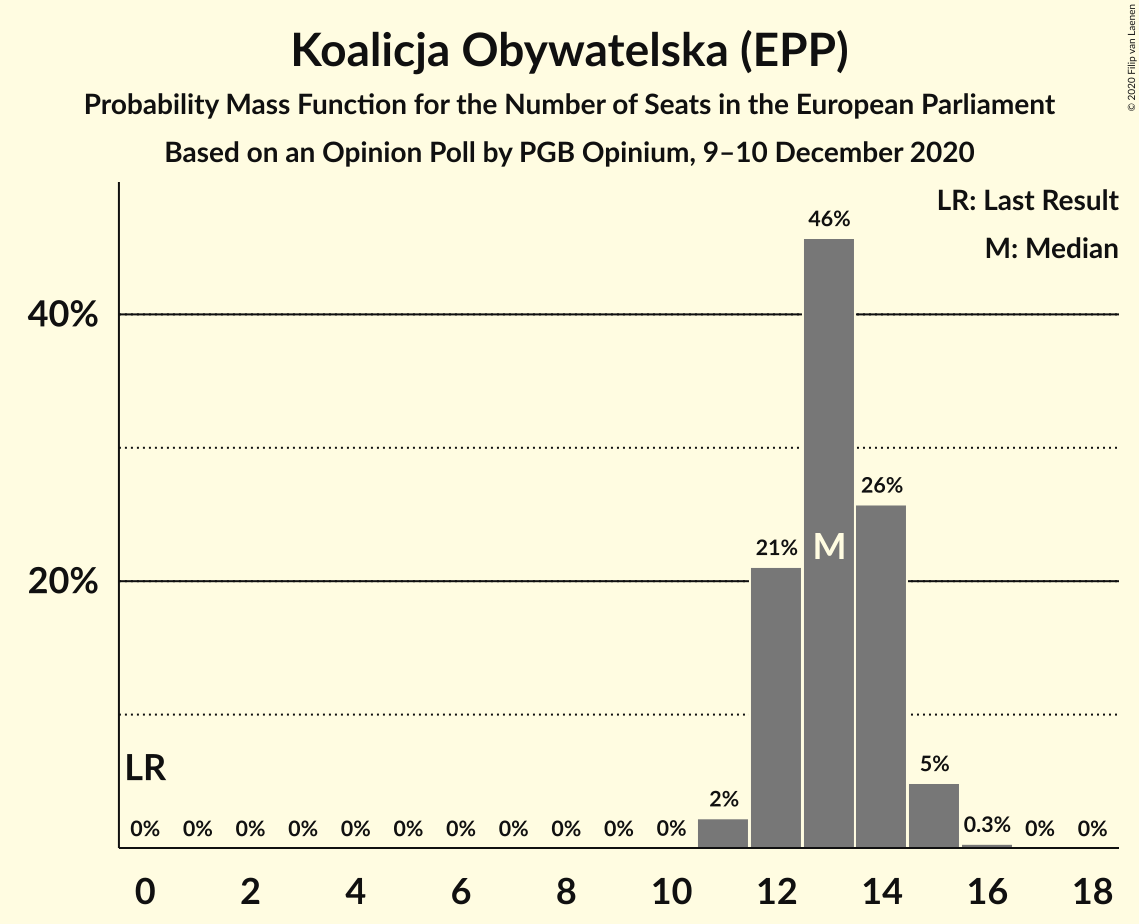 Koalicja Obywatelska (EPP)
Probability Mass Function for the Number of Seats in the European Parliament
Based on an Opinion Poll by PGB Opinium, 9–10 December 2020
© 2020 Filip van Laenen
LR: Last Result
M: Median
46%
40%
26%
21%
M
20%
LR
5%
2%
0% 0% 0% 0% 0% 0% 0% 0% 0% 0% 0% 0.3% 0% 0%
0 2 4 6 8 10 12 14 16 18